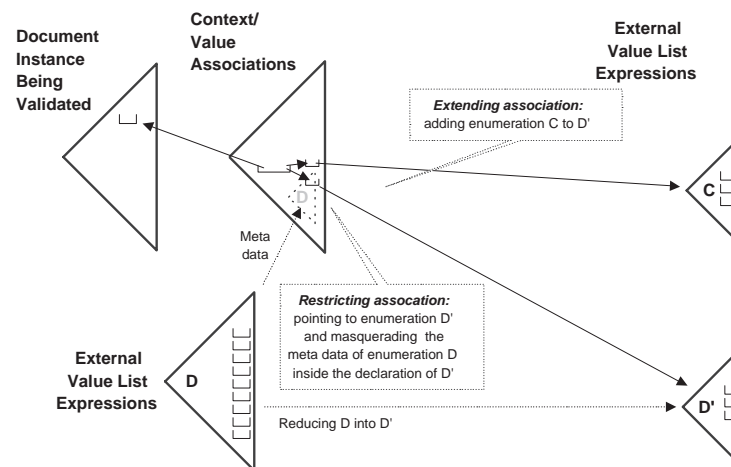 Document
Instance
Being
Validated
Context/
Value
Associations
External
Value List
Expressions
Extending association:
adding enumeration C to D'
C
D
Meta
data
Restricting assocation:
pointing to enumeration D'
and masquerading the
meta data of enumeration D
inside the declaration of D'
External
Value List
Expressions
D
D'
Reducing D into D'